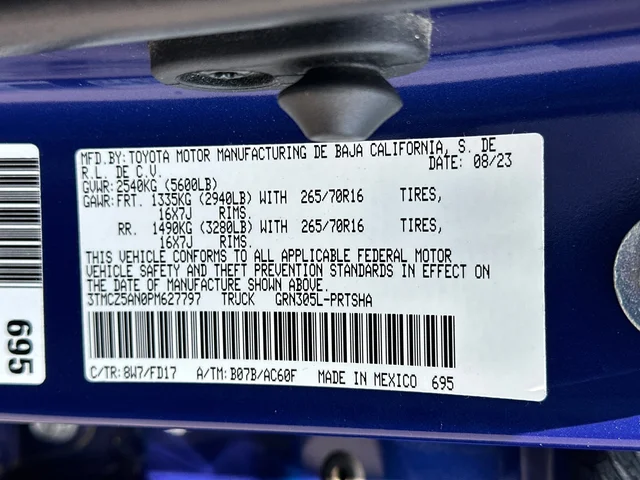 MFD.BY: TOYOTA MOTOR MANUFACTURING DE BAJA CALIFORNIA, S. DE
R.L. DE C.V. DATE: 08/23
GVWR: 2540KG (5600LB)
GAWR: FRT. 1335KG (2940LB) WITH 265/70R16 TIRES,
16X7J RIMS.
RR. 1490KG (3280LB) WITH 265/70R16 TIRES,
16X7J RIMS.
THIS VEHICLE CONFORMS TO ALL APPLICABLE FEDERAL MOTOR
VEHICLE SAFETY AND THEFT PREVENTION STANDARDS IN EFFECT ON
THE DATE OF MANUFACTURE SHOWN ABOVE.
3TMCZ5AN0PM627797 TRUCK GRN305L-PRTSHA
C/TR: 8W7/FD17 A/TM: B07B/AC60F MADE IN MEXICO 695
695